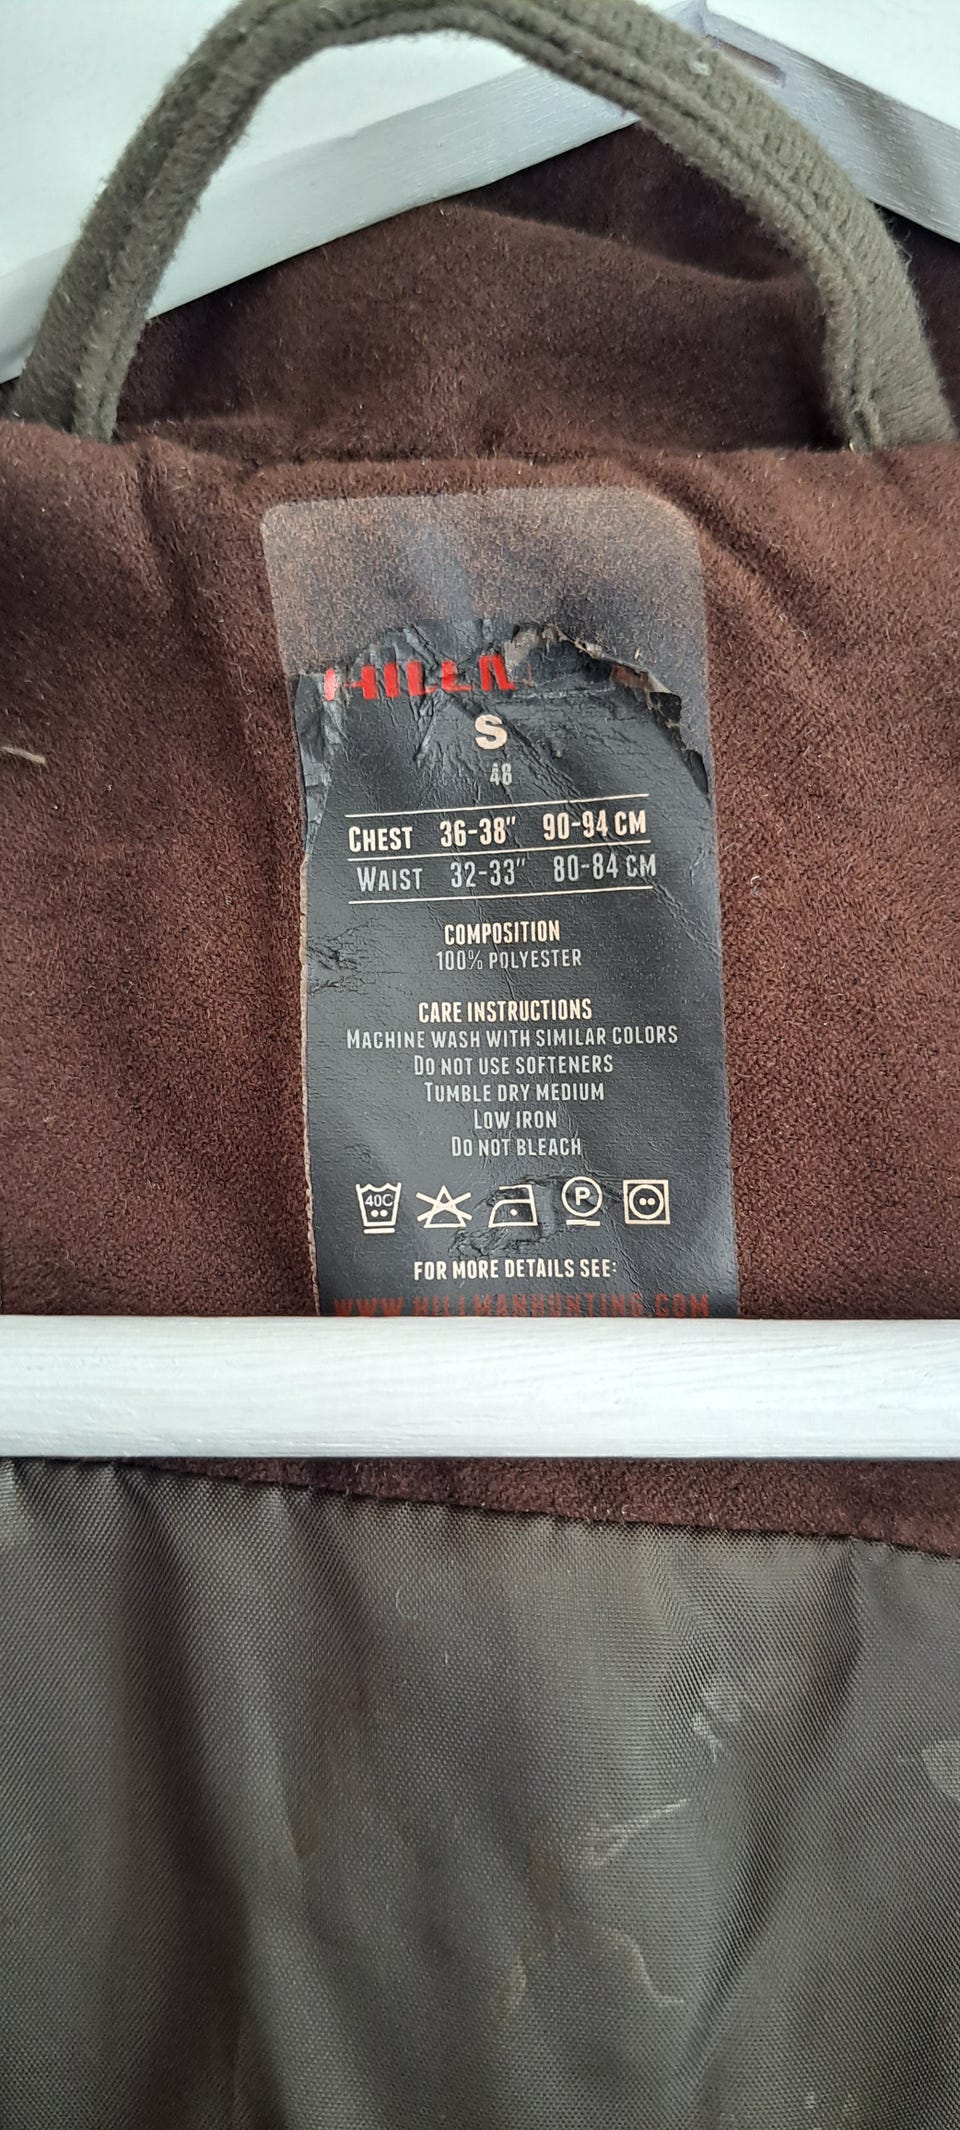 S
48
CHEST 36-38" 90-94 CM
WAIST 32-33" 80-84 CM
COMPOSITION
100% POLYESTER
CARE INSTRUCTIONS
MACHINE WASH WITH SIMILAR COLORS
DO NOT USE SOFTENERS
TUMBLE DRY MEDIUM
LOW IRON
DO NOT BLEACH
40C P
FOR MORE DETAILS SEE:
WWW.HILLMANHUNTING.COM